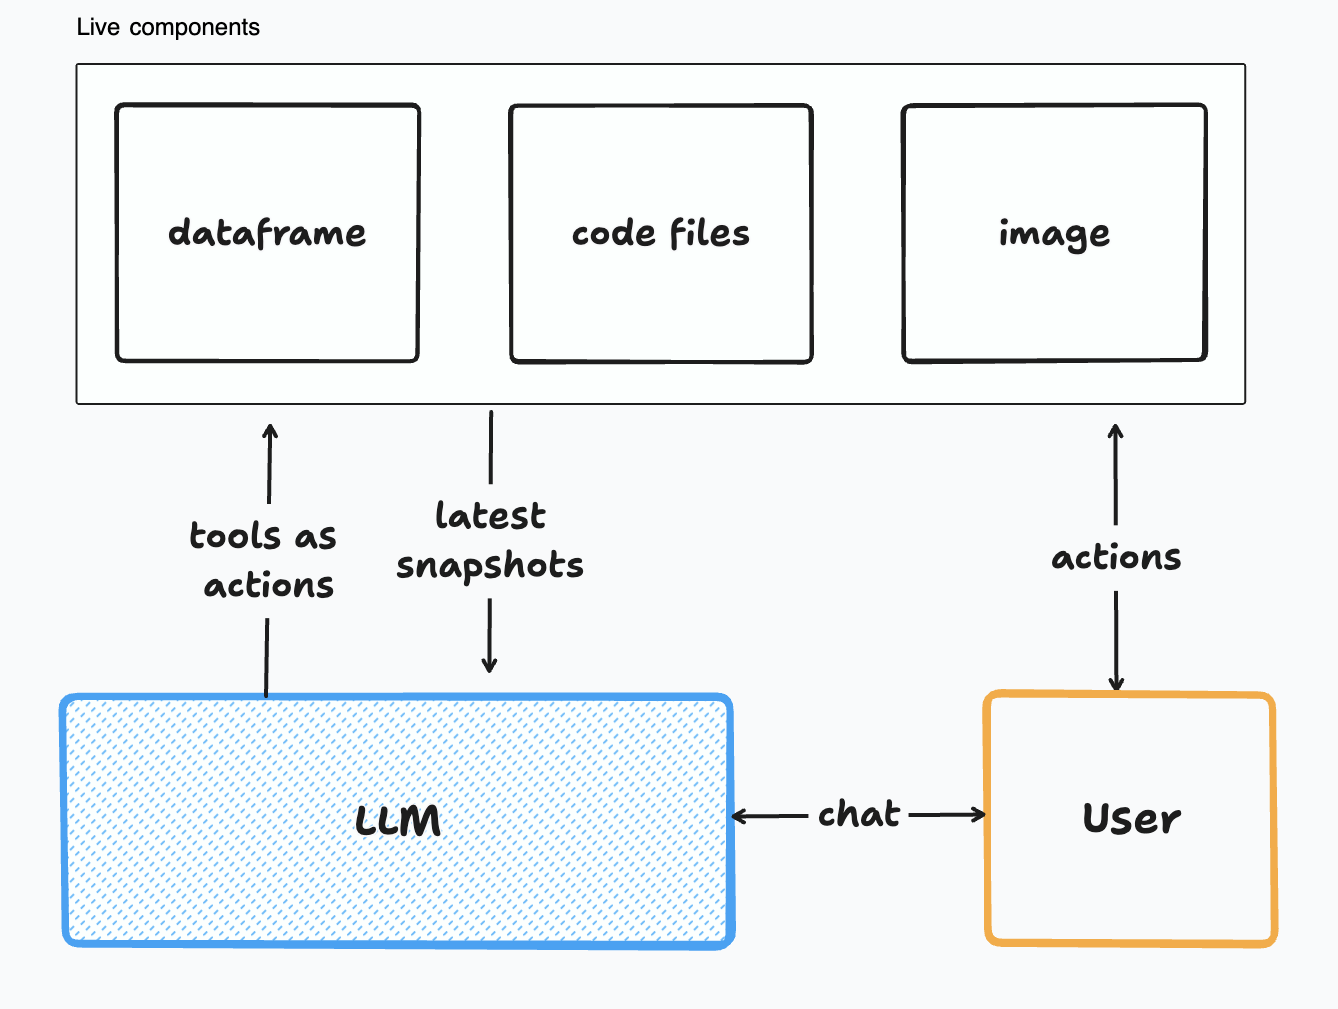 Live components
dataframe
code files
image
tools as
actions
latest
snapshots
actions
LLM
chat
User